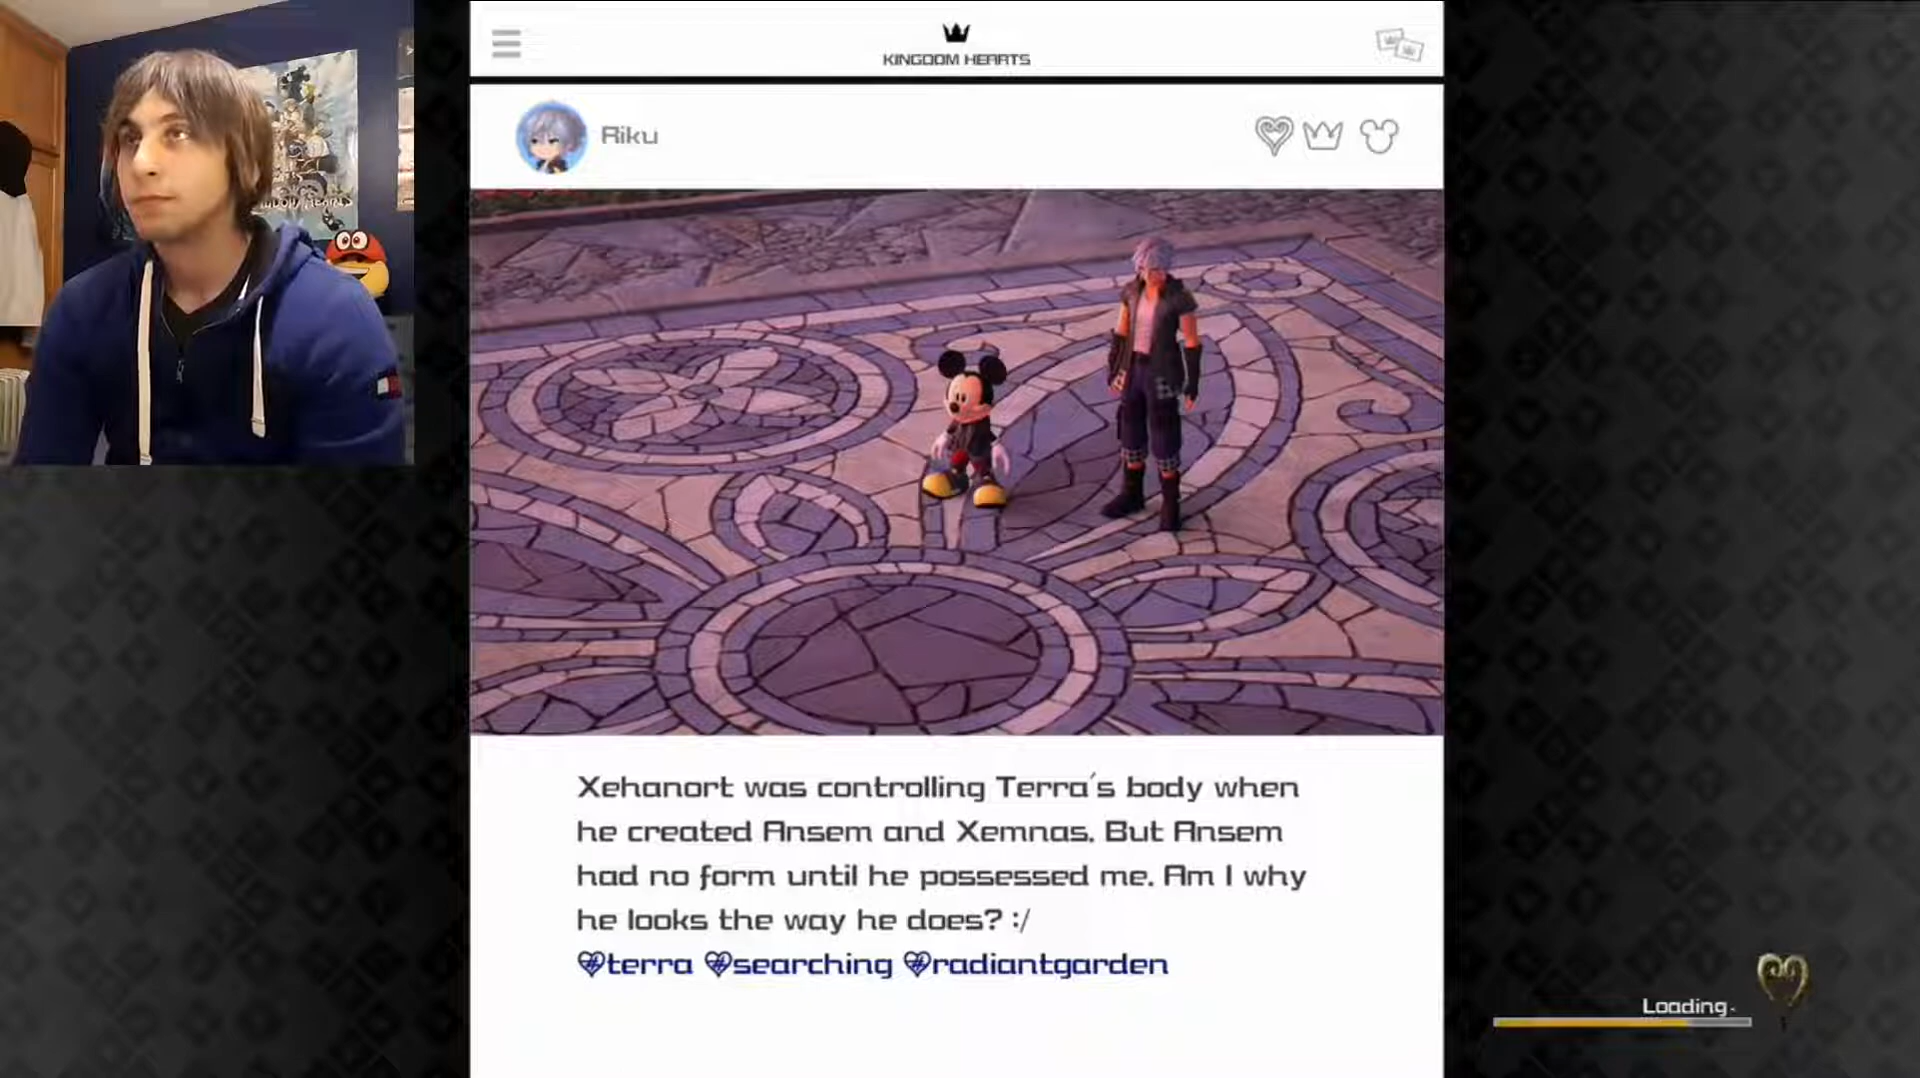 KINGDOM HEARTS
Riku
Xehanort was controlling Terra's body when
he created Ansem and Xemnas. But Ansem
had no form until he possessed me. Am I why
he looks the way he does? :/
#terra #searching #radiantgarden
Loading.